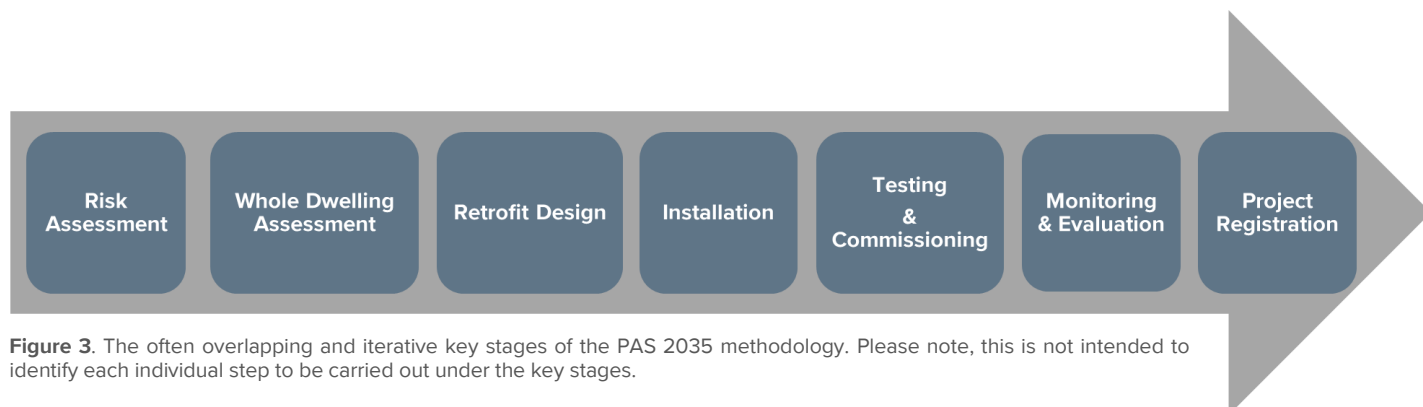 Risk
Assessment
Whole Dwelling
Assessment
Retrofit Design
Installation
Testing
&
Commissioning
Monitoring
& Evaluation
Project
Registration
Figure 3. The often overlapping and iterative key stages of the PAS 2035 methodology. Please note, this is not intended to
identify each individual step to be carried out under the key stages.